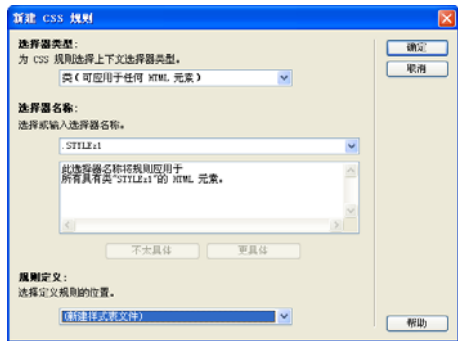 新建 CSS 规则
选择器类型:
为 CSS 规则选择上下文选择器类型。
类(可应用于任何 HTML 元素)
选择器名称:
选择或输入选择器名称。
.STYLEz1
此选择器名称将规则应用于
所有具有类"STYLEz1"的 HTML 元素。
不太具体
更具体
规则定义:
选择定义规则的位置。
(新建样式表文件)
确定
取消
帮助